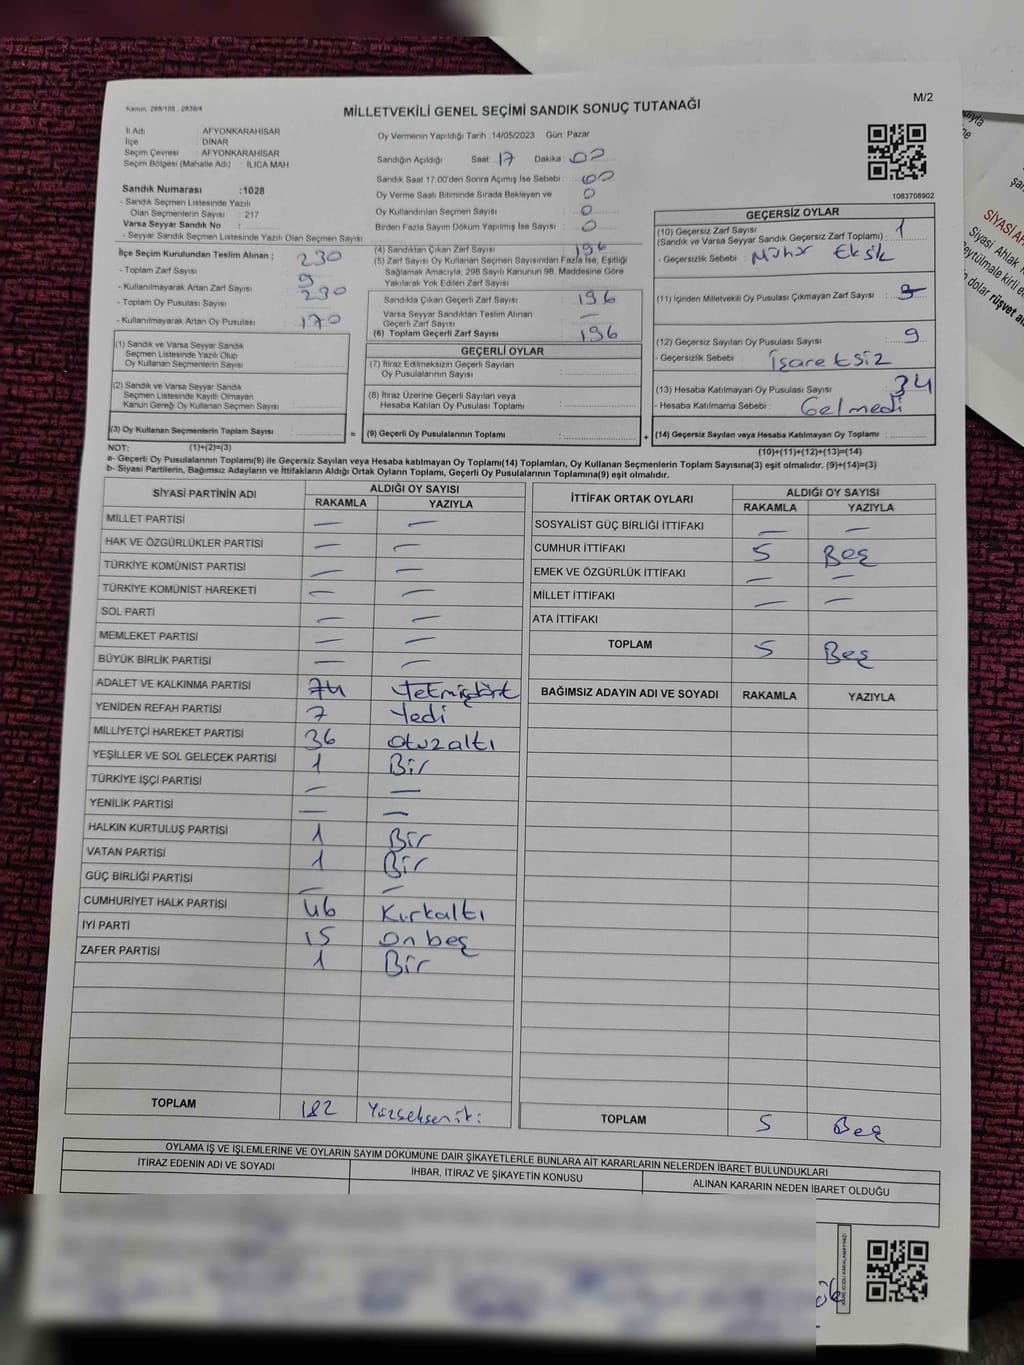 Kanun, 298/105 , 2839/4
MİLLETVEKİLİ GENEL SEÇİMİ SANDIK SONUÇ TUTANAĞI
M/2
İl Adı : AFYONKARAHİSAR
İlçe : DİNAR
Seçim Çevresi : AFYONKARAHİSAR
Seçim Bölgesi (Mahalle Adı) : ILICA MAH
Sandık Numarası :1028
- Sandık Seçmen Listesinde Yazılı
Olan Seçmenlerin Sayısı : 217
Varsa Seyyar Sandık No :
- Seyyar Sandık Seçmen Listesinde Yazılı Olan Seçmen Sayısı
İlçe Seçim Kurulundan Teslim Alınan ;
- Toplam Zarf Sayısı 230
- Kullanılmayarak Artan Zarf Sayısı 9
- Toplam Oy Pusulası Sayısı 230
- Kullanılmayarak Artan Oy Pusulası 170
(1) Sandık ve Varsa Seyyar Sandık
Seçmen Listesinde Yazılı Olup
Oy Kullanan Seçmenlerin Sayısı
(2) Sandık ve Varsa Seyyar Sandık
Seçmen Listesinde Kayıtlı Olmayan
Kanun Gereği Oy Kullanan Seçmen Sayısı
(3) Oy Kullanan Seçmenlerin Toplam Sayısı
Oy Vermenin Yapıldığı Tarih :14/05/2023 Gün: Pazar
Sandığın Açıldığı Saat 17 Dakika : 00
Sandık Saat 17.00'den Sonra Açımış İse Sebebi : 00
Oy Verme Saati Bitiminde Sırada Bekleyen ve 0
Oy Kullandırılan Seçmen Sayısı : 0
Birden Fazla Sayım Döküm Yapılmış İse Sayısı : 0
(4) Sandıktan Çıkan Zarf Sayısı 196
(5) Zarf Sayısı Oy Kullanan Seçmen Sayısından Fazla İse, Eşitliği
Sağlamak Amacıyla, 298 Sayılı Kanunun 98. Maddesine Göre
Yakılarak Yok Edilen Zarf Sayısı
Sandıkta Çıkan Geçerli Zarf Sayısı 196
Varsa Seyyar Sandıktan Teslim Alınan
Geçerli Zarf Sayısı —
(6) Toplam Geçerli Zarf Sayısı 196
GEÇERLİ OYLAR
(7) İtiraz Edilmeksizin Geçerli Sayılan
Oy Pusulalarının Sayısı
(8) İtiraz Üzerine Geçerli Sayılan veya
Hesaba Katılan Oy Pusulası Toplamı
= (9) Geçerli Oy Pusulalarının Toplamı
1083708902
GEÇERSİZ OYLAR
(10) Geçersiz Zarf Sayısı
(Sandık ve Varsa Seyyar Sandık Geçersiz Zarf Toplamı) : 1
- Geçersizlik Sebebi : Mühür Eksik
(11) İçinden Milletvekili Oy Pusulası Çıkmayan Zarf Sayısı : 9
(12) Geçersiz Sayılan Oy Pusulası Sayısı : 9
- Geçersizlik Sebebi İşaretsiz
(13) Hesaba Katılmayan Oy Pusulası Sayısı : 34
- Hesaba Katılmama Sebebi : Gelmedi
+ (14) Geçersiz Sayılan veya Hesaba Katılmayan Oy Toplamı
NOT: (1)+(2)=(3)
(10)+(11)+(12)+(13)=(14)
a- Geçerli Oy Pusulalarının Toplamı(9) ile Geçersiz Sayılan veya Hesaba katılmayan Oy Toplamı(14) Toplamları, Oy Kullanan Seçmenlerin Toplam Sayısına(3) eşit olmalıdır. (9)+(14)=(3)
b- Siyasi Partilerin, Bağımsız Adayların ve İttifakların Aldığı Ortak Oyların Toplamı, Geçerli Oy Pusulalarının Toplamına(9) eşit olmalıdır.
SİYASİ PARTİNİN ADI ALDIĞI OY SAYISI
RAKAMLA YAZIYLA
MİLLET PARTİSİ — —
HAK VE ÖZGÜRLÜKLER PARTİSİ — —
TÜRKİYE KOMÜNİST PARTİSİ — —
TÜRKİYE KOMÜNİST HAREKETİ — —
SOL PARTİ — —
MEMLEKET PARTİSİ — —
BÜYÜK BİRLİK PARTİSİ — —
ADALET VE KALKINMA PARTİSİ 74 Yetmişdört
YENİDEN REFAH PARTİSİ 7 Yedi
MİLLİYETÇİ HAREKET PARTİSİ 36 Otuzaltı
YEŞİLLER VE SOL GELECEK PARTİSİ 1 Bir
TÜRKİYE İŞÇİ PARTİSİ — —
YENİLİK PARTİSİ — —
HALKIN KURTULUŞ PARTİSİ 1 Bir
VATAN PARTİSİ 1 Bir
GÜÇ BİRLİĞİ PARTİSİ — —
CUMHURİYET HALK PARTİSİ 46 Kırkaltı
İYİ PARTİ 15 On beş
ZAFER PARTİSİ 1 Bir
TOPLAM 182 Yüzsekseniki
İTTİFAK ORTAK OYLARI ALDIĞI OY SAYISI
RAKAMLA YAZIYLA
SOSYALİST GÜÇ BİRLİĞİ İTTİFAKI — —
CUMHUR İTTİFAKI 5 Beş
EMEK VE ÖZGÜRLÜK İTTİFAKI — —
MİLLET İTTİFAKI — —
ATA İTTİFAKI
TOPLAM 5 Beş
BAĞIMSIZ ADAYIN ADI VE SOYADI RAKAMLA YAZIYLA
TOPLAM 5 Beş
OYLAMA İŞ VE İŞLEMLERİNE VE OYLARIN SAYIM DÖKÜMÜNE DAİR ŞİKAYETLERLE BUNLARA AİT KARARLARIN NELERDEN İBARET BULUNDUKLARI
İTİRAZ EDENİN ADI VE SOYADI
İHBAR, İTİRAZ VE ŞİKAYETİN KONUSU
ALINAN KARARIN NEDEN İBARET OLDUĞU
Siyasi Ahlak
dolar rüşvet